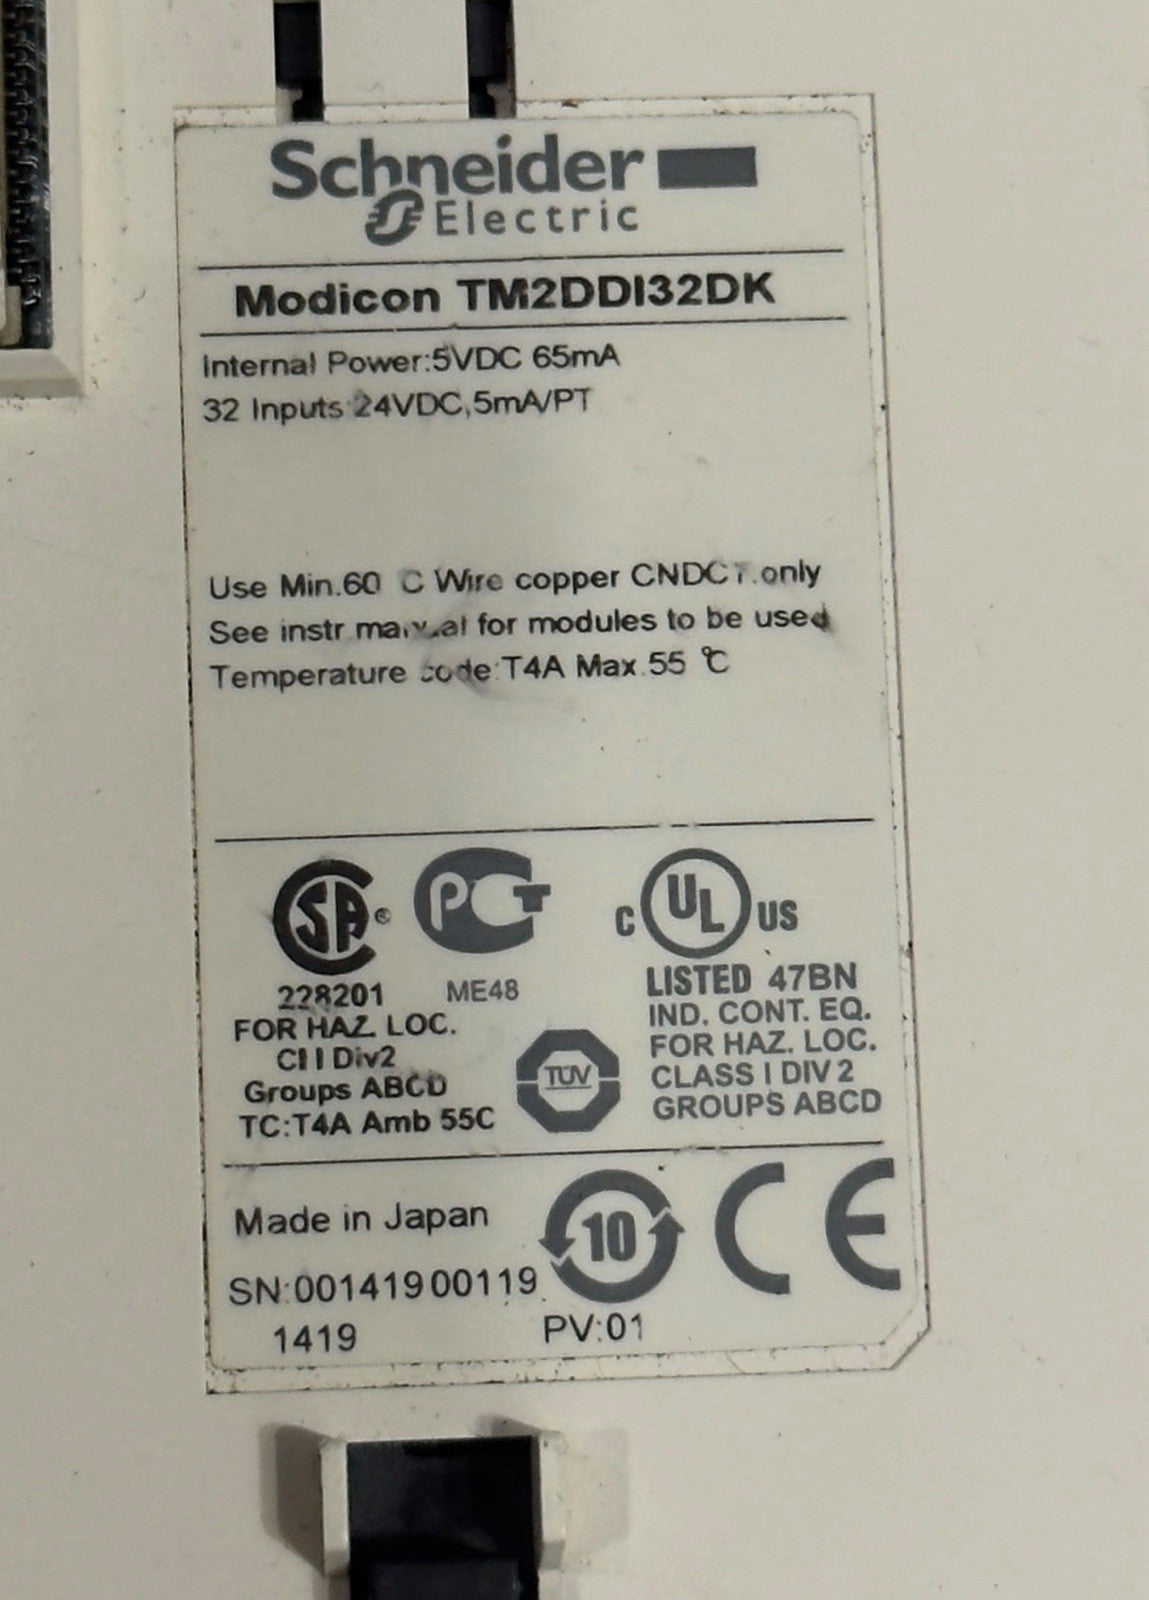 Schneider
Electric
Modicon TM2DDI32DK
Internal Power:5VDC 65mA
32 Inputs:24VDC,5mA/PT
Use Min.60 C Wire copper CNDCT.only
See instr manual for modules to be used
Temperature code:T4A Max.55 ℃
SA ®
228201
FOR HAZ. LOC.
Cl I Div2
Groups ABCD
TC:T4A Amb 55C
PCT
ME48
TÜV
C UL US
LISTED 47BN
IND. CONT. EQ.
FOR HAZ. LOC.
CLASS I DIV 2
GROUPS ABCD
Made in Japan
10
CE
SN:00141900119
1419
PV:01